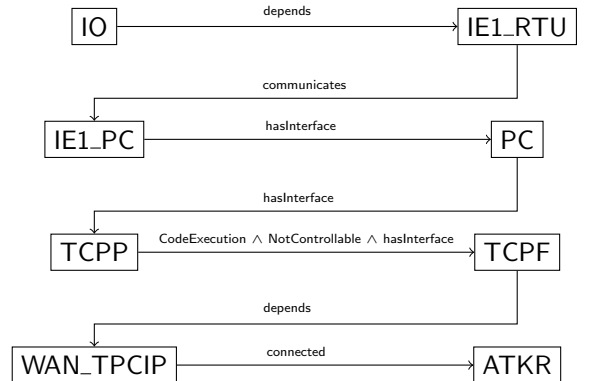 depends
IO IE1_RTU
communicates
hasInterface
IE1_PC PC
hasInterface
CodeExecution ∧ NotControllable ∧ hasInterface
TCPP TCPF
depends
connected
WAN_TPCIP ATKR